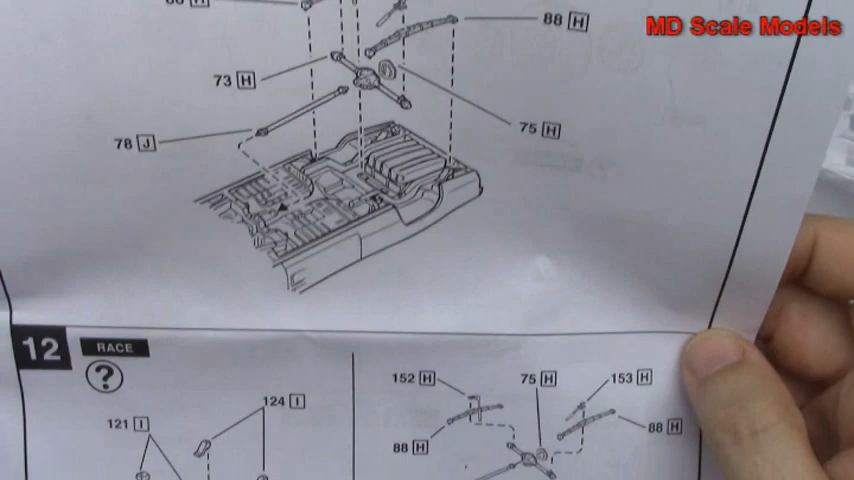 MD Scale Models
88 H
73 H
75 H
78 J
12 RACE
?
152 H 75 H 153 H
124 I
121 I
88 H
88 H